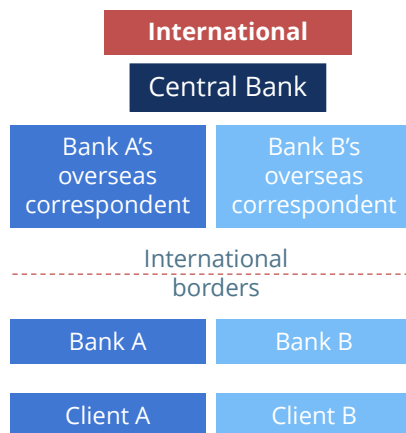 International
Central Bank
Bank A's
overseas
correspondent
Bank B's
overseas
correspondent
International
borders
Bank A
Bank B
Client A
Client B